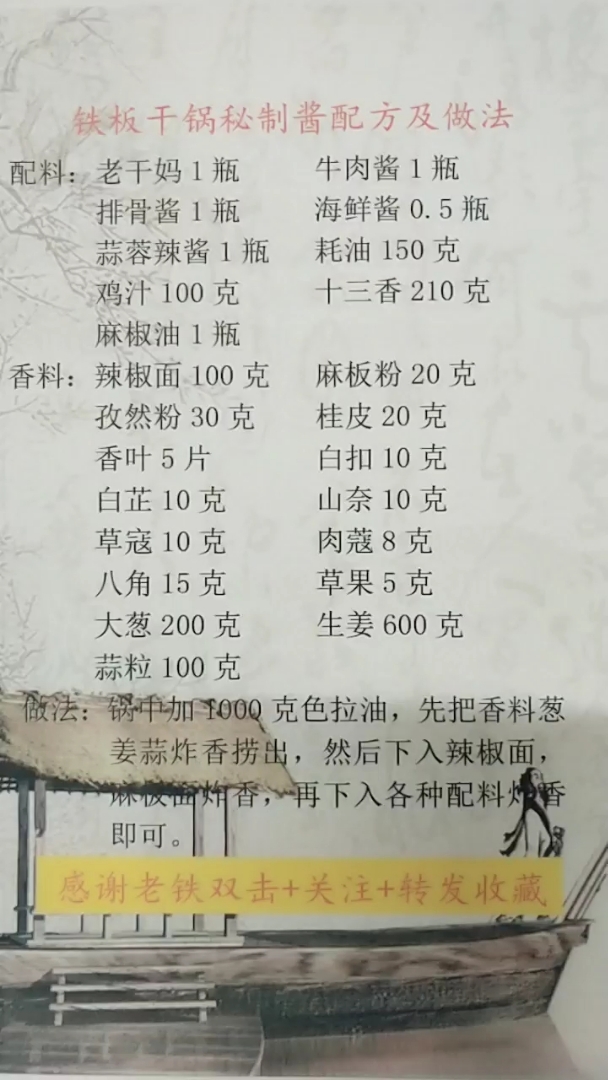 铁板干锅秘制酱配方及做法
配料：老干妈1瓶 牛肉酱1瓶
排骨酱1瓶 海鲜酱0.5瓶
蒜蓉辣酱1瓶 耗油150克
鸡汁100克 十三香210克
麻椒油1瓶
香料：辣椒面100克 麻板粉20克
孜然粉30克 桂皮20克
香叶5片 白扣10克
白芷10克 山奈10克
草寇10克 肉蔻8克
八角15克 草果5克
大葱200克 生姜600克
蒜粒100克
做法：锅中加1000克色拉油，先把香料葱
姜蒜炸香捞出，然后下入辣椒面，
麻板面炸香，再下入各种配料炸香
即可。
感谢老铁双击+关注+转发收藏